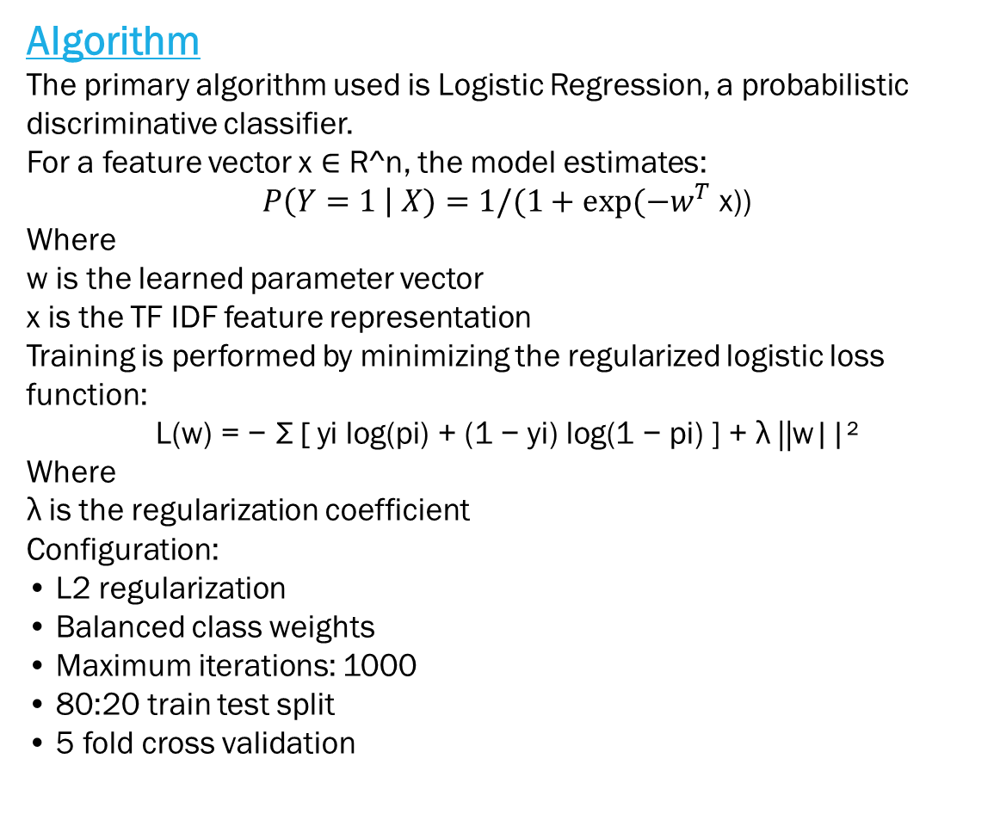 Algorithm
The primary algorithm used is Logistic Regression, a probabilistic
discriminative classifier.
For a feature vector x ∈ R^n, the model estimates:
P(Y = 1 | X) = 1/(1 + exp(−w^T x))
Where
w is the learned parameter vector
x is the TF IDF feature representation
Training is performed by minimizing the regularized logistic loss
function:
L(w) = − Σ [ yi log(pi) + (1 − yi) log(1 − pi) ] + λ ||w||²
Where
λ is the regularization coefficient
Configuration:
• L2 regularization
• Balanced class weights
• Maximum iterations: 1000
• 80:20 train test split
• 5 fold cross validation